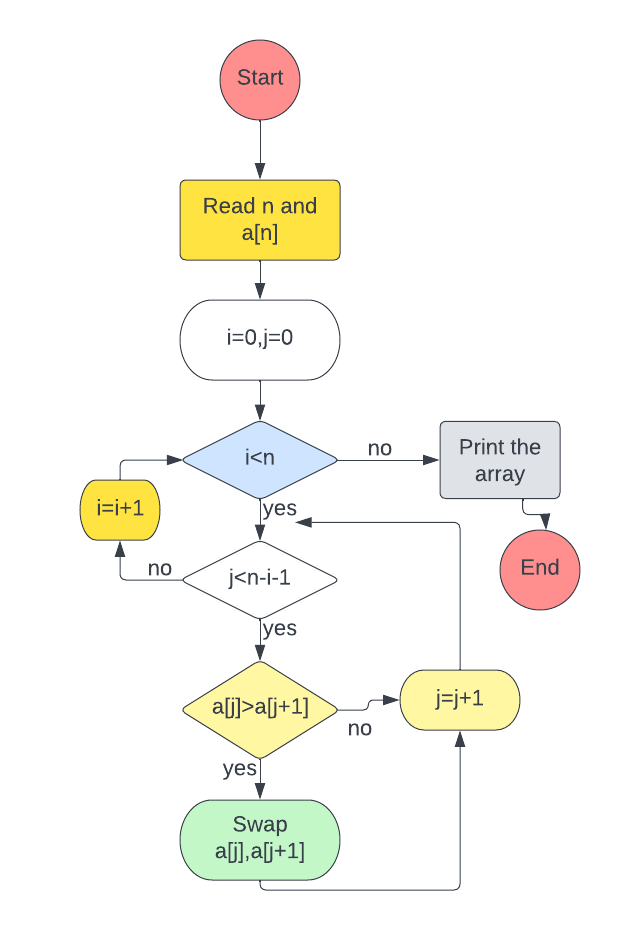 Start
Read n and
a[n]
i=0,j=0
i<n
no
Print the
array
i=i+1
yes
End
no
j<n-i-1
yes
a[j]>a[j+1]
no
j=j+1
yes
Swap
a[j],a[j+1]